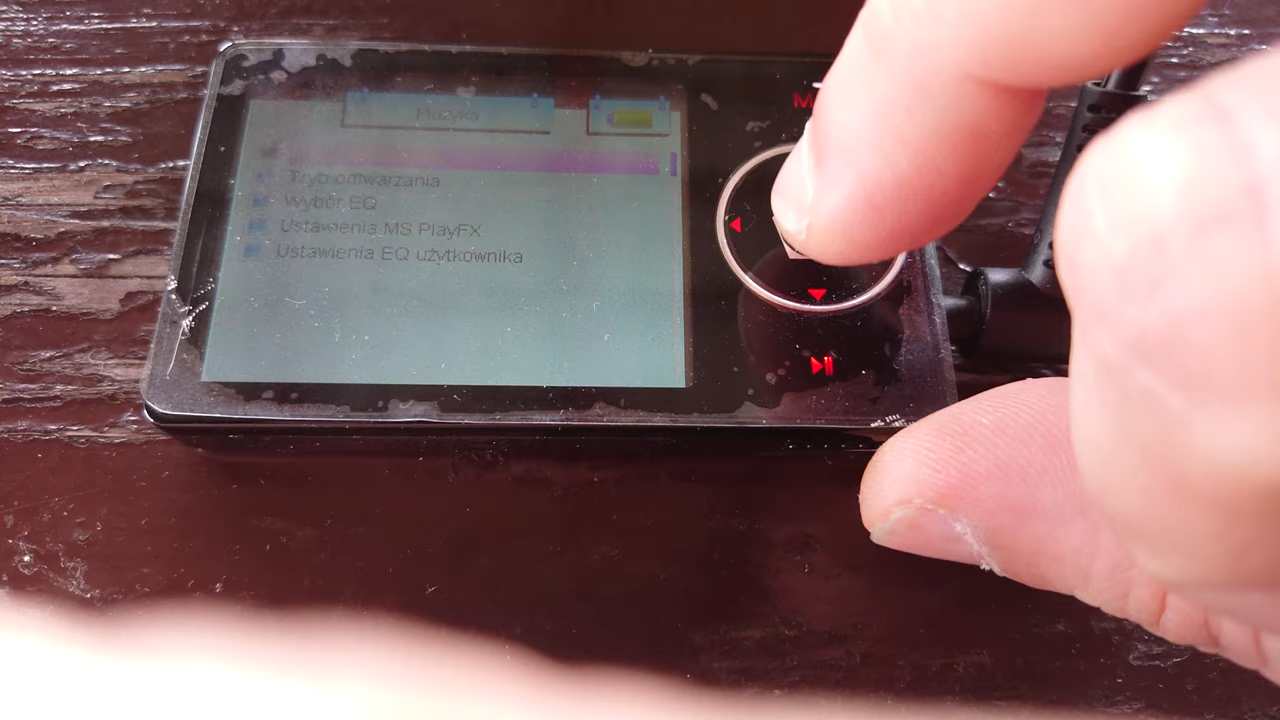 Muzyka
M
Tryb odtwarzania
Wybór EQ
Ustawienia MS PlayFX
Ustawienia EQ użytkownika